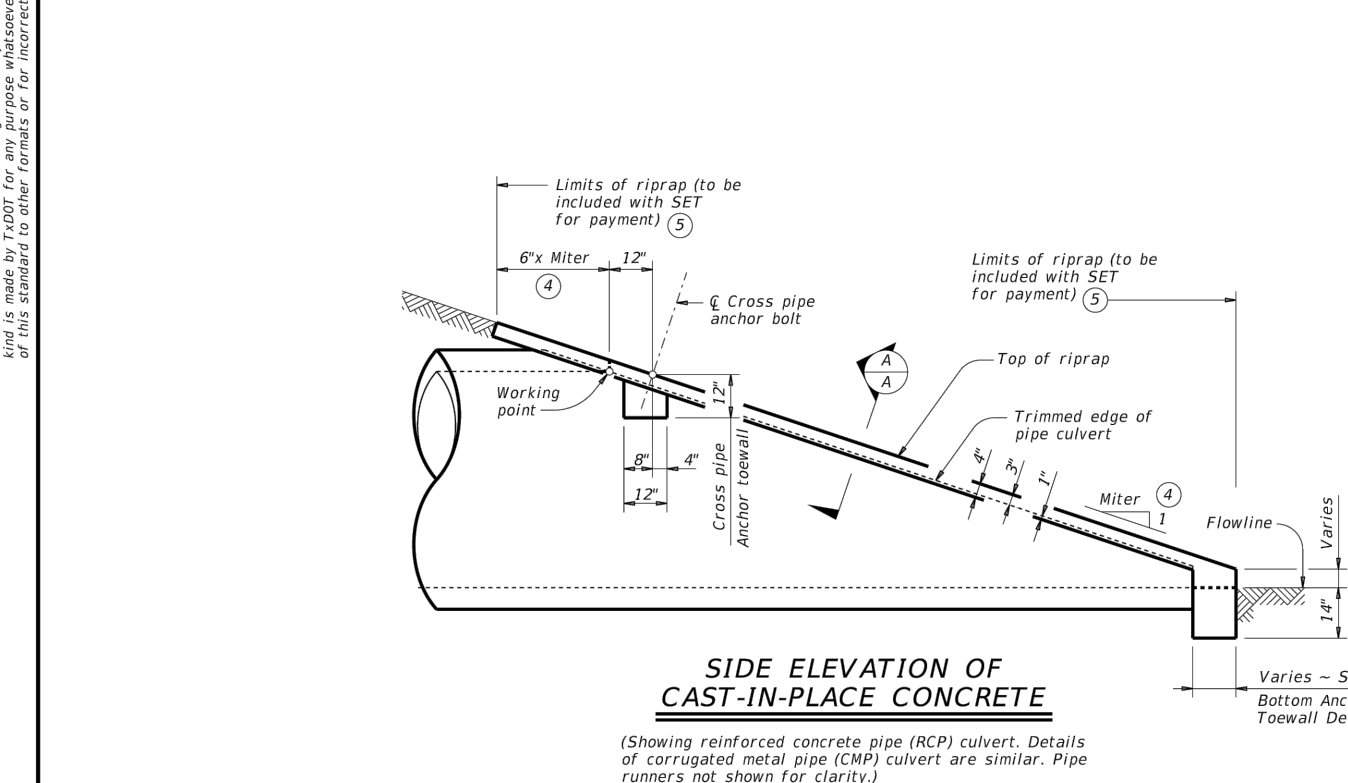 kind is made by TxDOT for any purpose whatsoeve
of this standard to other formats or for incorrect
Limits of riprap (to be
included with SET
for payment) 5
6"x Miter
12"
4
Limits of riprap (to be
included with SET
for payment) 5
℄ Cross pipe
anchor bolt
A
A
Top of riprap
Working
point
12"
Cross pipe
Anchor toewall
Trimmed edge of
pipe culvert
8"
4"
12"
4"
3"
1"
Miter 4
1
Flowline
Varies
14"
SIDE ELEVATION OF
CAST-IN-PLACE CONCRETE
Varies ~ S
Bottom Anc
Toewall De
(Showing reinforced concrete pipe (RCP) culvert. Details
of corrugated metal pipe (CMP) culvert are similar. Pipe
runners not shown for clarity.)